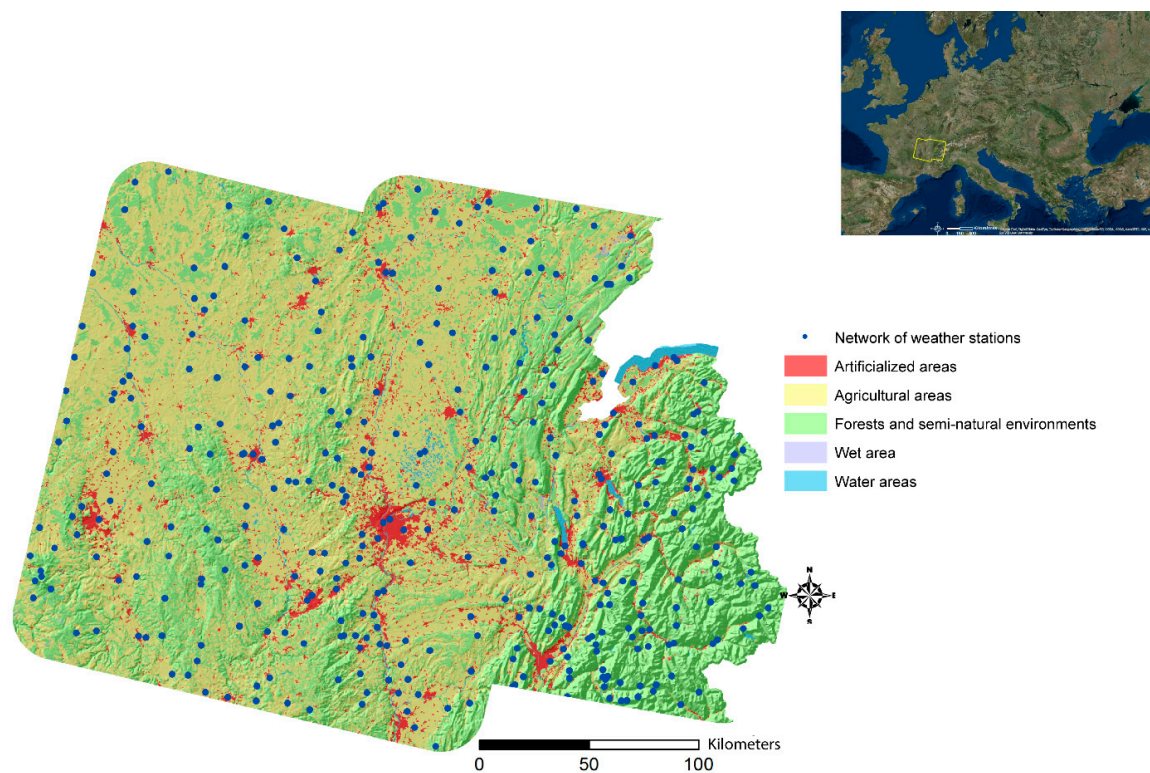 Network of weather stations
Artificialized areas
Agricultural areas
Forests and semi-natural environments
Wet area
Water areas
N
W
E
S
Kilometers
0 50 100